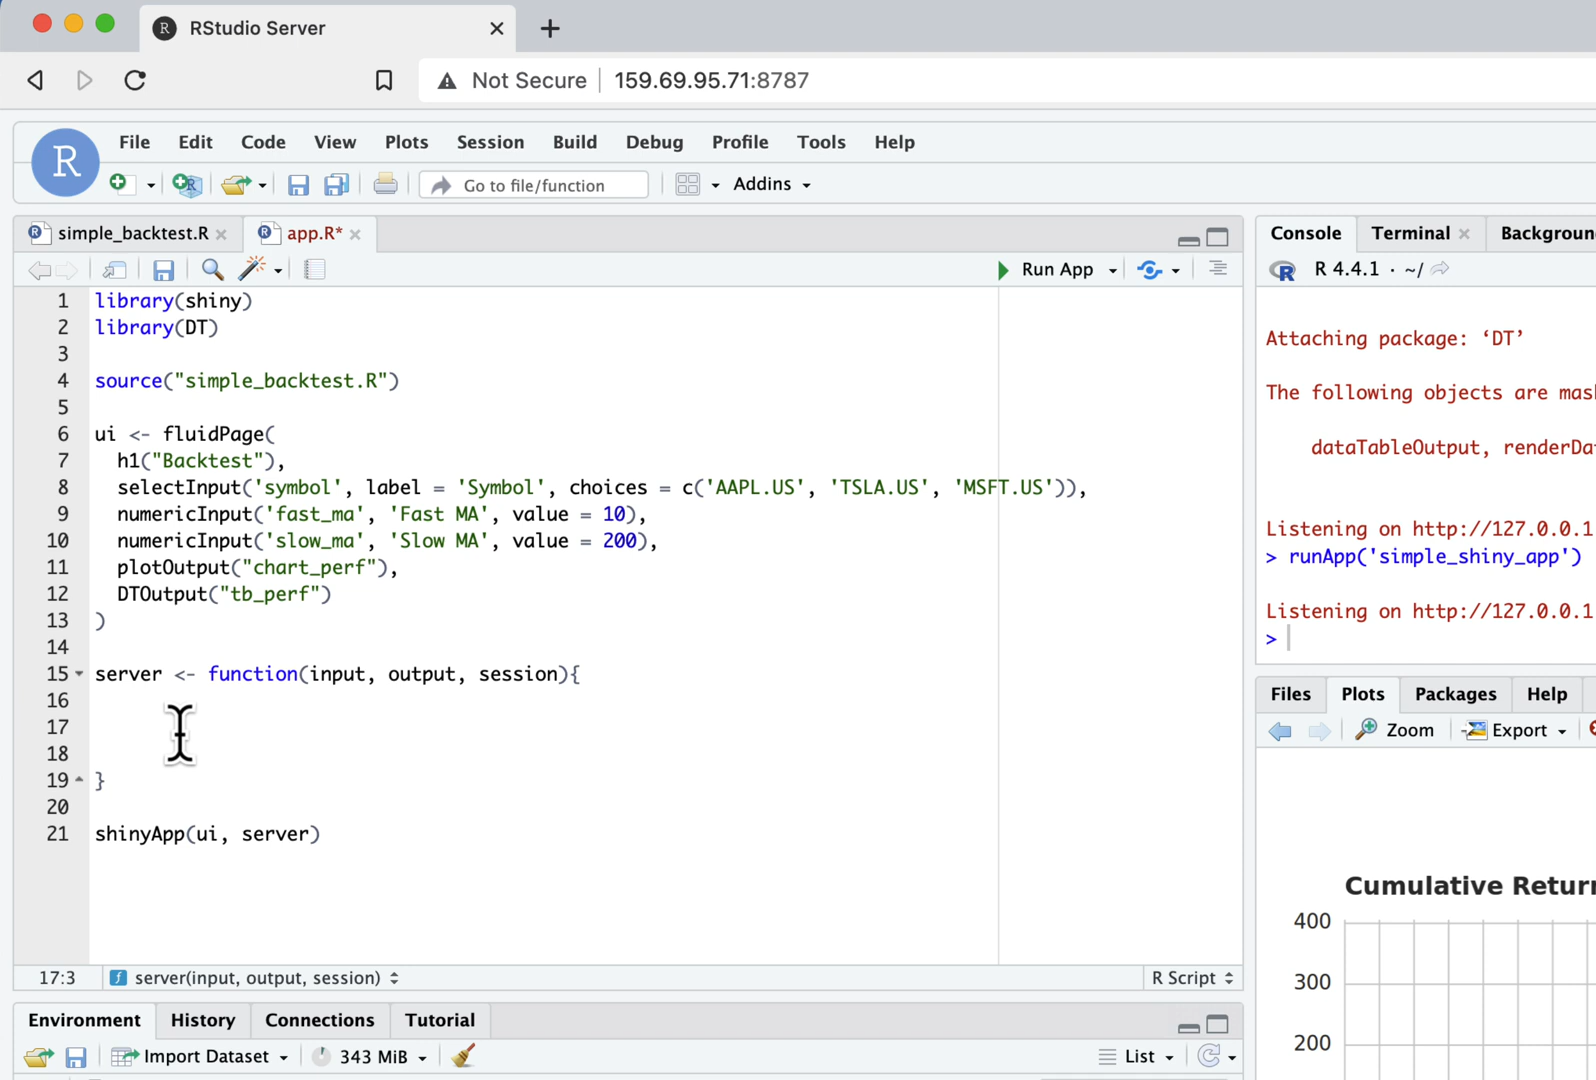 RStudio Server
Not Secure 159.69.95.71:8787
File Edit Code View Plots Session Build Debug Profile Tools Help
Go to file/function Addins
simple_backtest.R app.R*
Run App
1 library(shiny)
2 library(DT)
3
4 source("simple_backtest.R")
5
6 ui <- fluidPage(
7 h1("Backtest"),
8 selectInput('symbol', label = 'Symbol', choices = c('AAPL.US', 'TSLA.US', 'MSFT.US')),
9 numericInput('fast_ma', 'Fast MA', value = 10),
10 numericInput('slow_ma', 'Slow MA', value = 200),
11 plotOutput("chart_perf"),
12 DTOutput("tb_perf")
13 )
14
15 server <- function(input, output, session){
16
17
18
19 }
20
21 shinyApp(ui, server)
17:3 server(input, output, session) R Script
Environment History Connections Tutorial
Import Dataset 343 MiB List
Console Terminal Backgroun
R 4.4.1 · ~/
Attaching package: ‘DT’
The following objects are mas
dataTableOutput, renderDa
Listening on http://127.0.0.1
> runApp('simple_shiny_app')
Listening on http://127.0.0.1
>
Files Plots Packages Help
Zoom Export
Cumulative Return
400
300
200